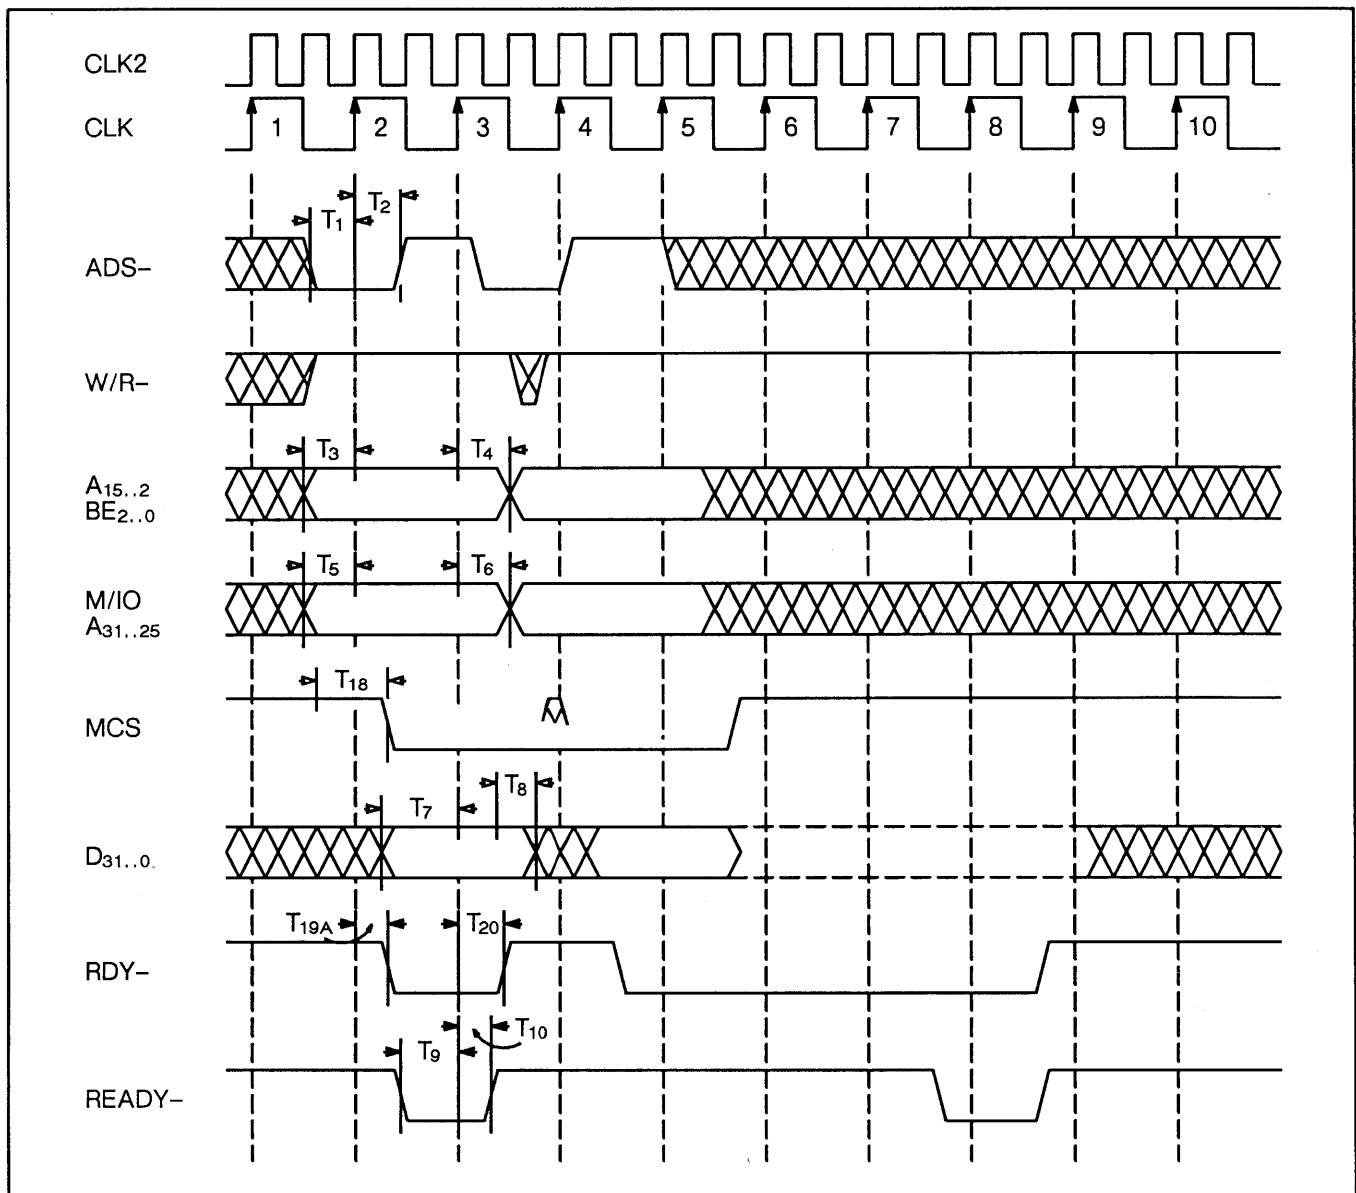 CLK2
CLK
1 2 3 4 5 6 7 8 9 10
T1 T2
ADS–
W/R–
T3 T4
A15..2
BE2..0
T5 T6
M/IO
A31..25
T18
MCS
T8
T7
D31..0
T19A T20
RDY–
T10
T9
READY–